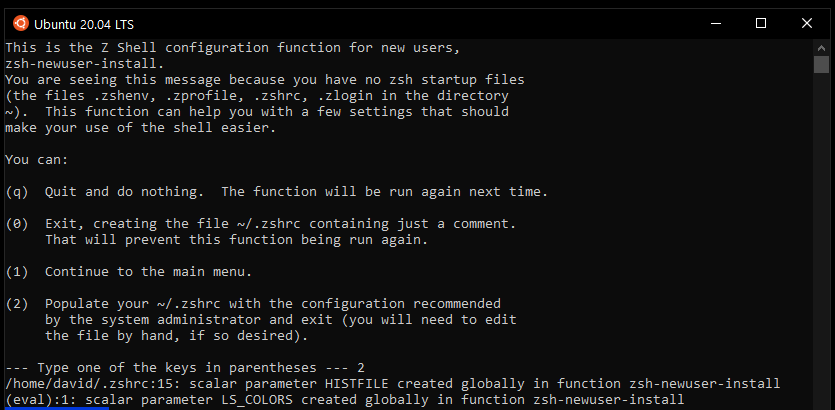 Ubuntu 20.04 LTS
This is the Z Shell configuration function for new users,
zsh-newuser-install.
You are seeing this message because you have no zsh startup files
(the files .zshenv, .zprofile, .zshrc, .zlogin in the directory
~).  This function can help you with a few settings that should
make your use of the shell easier.
You can:
(q)  Quit and do nothing.  The function will be run again next time.
(0)  Exit, creating the file ~/.zshrc containing just a comment.
     That will prevent this function being run again.
(1)  Continue to the main menu.
(2)  Populate your ~/.zshrc with the configuration recommended
     by the system administrator and exit (you will need to edit
     the file by hand, if so desired).
--- Type one of the keys in parentheses --- 2
/home/david/.zshrc:15: scalar parameter HISTFILE created globally in function zsh-newuser-install
(eval):1: scalar parameter LS_COLORS created globally in function zsh-newuser-install